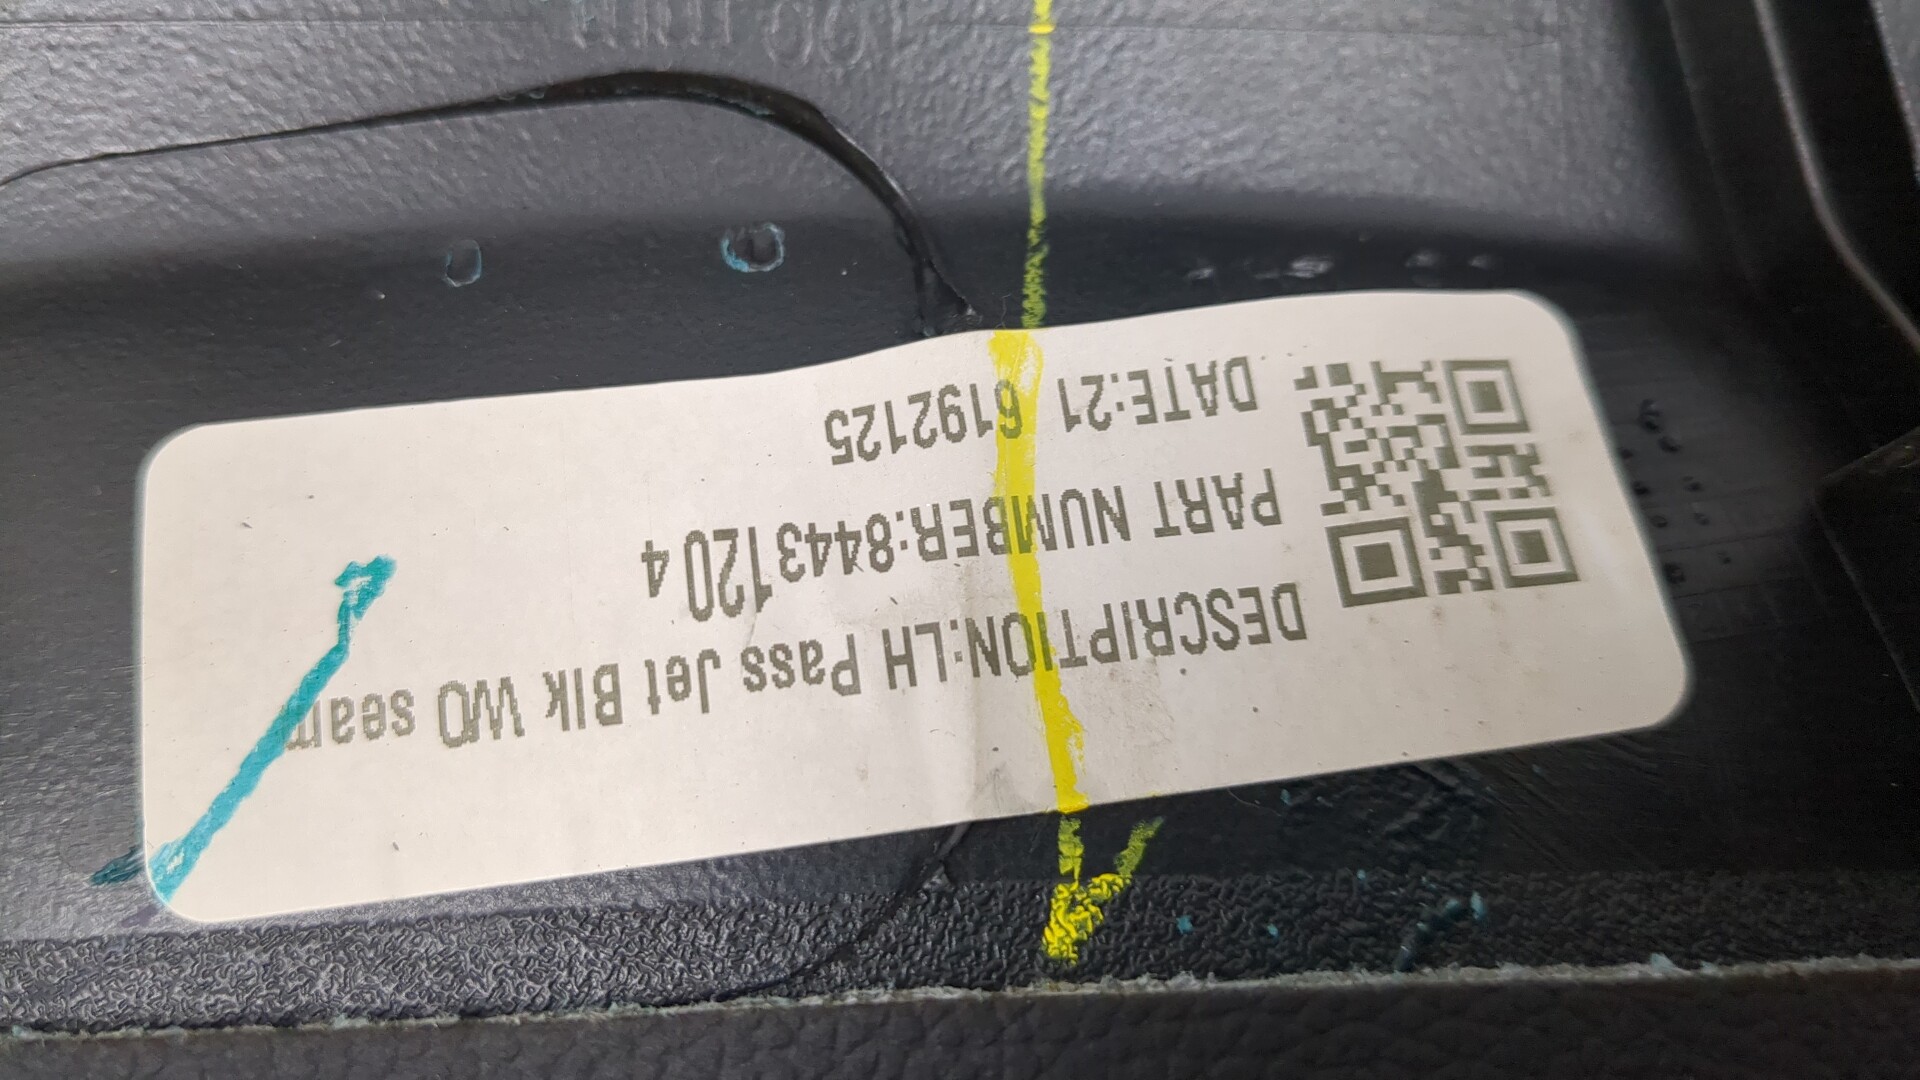 DESCRIPTION:LH Pass Jet Blk WO seam
PART NUMBER:84431204
DATE:21 6192125